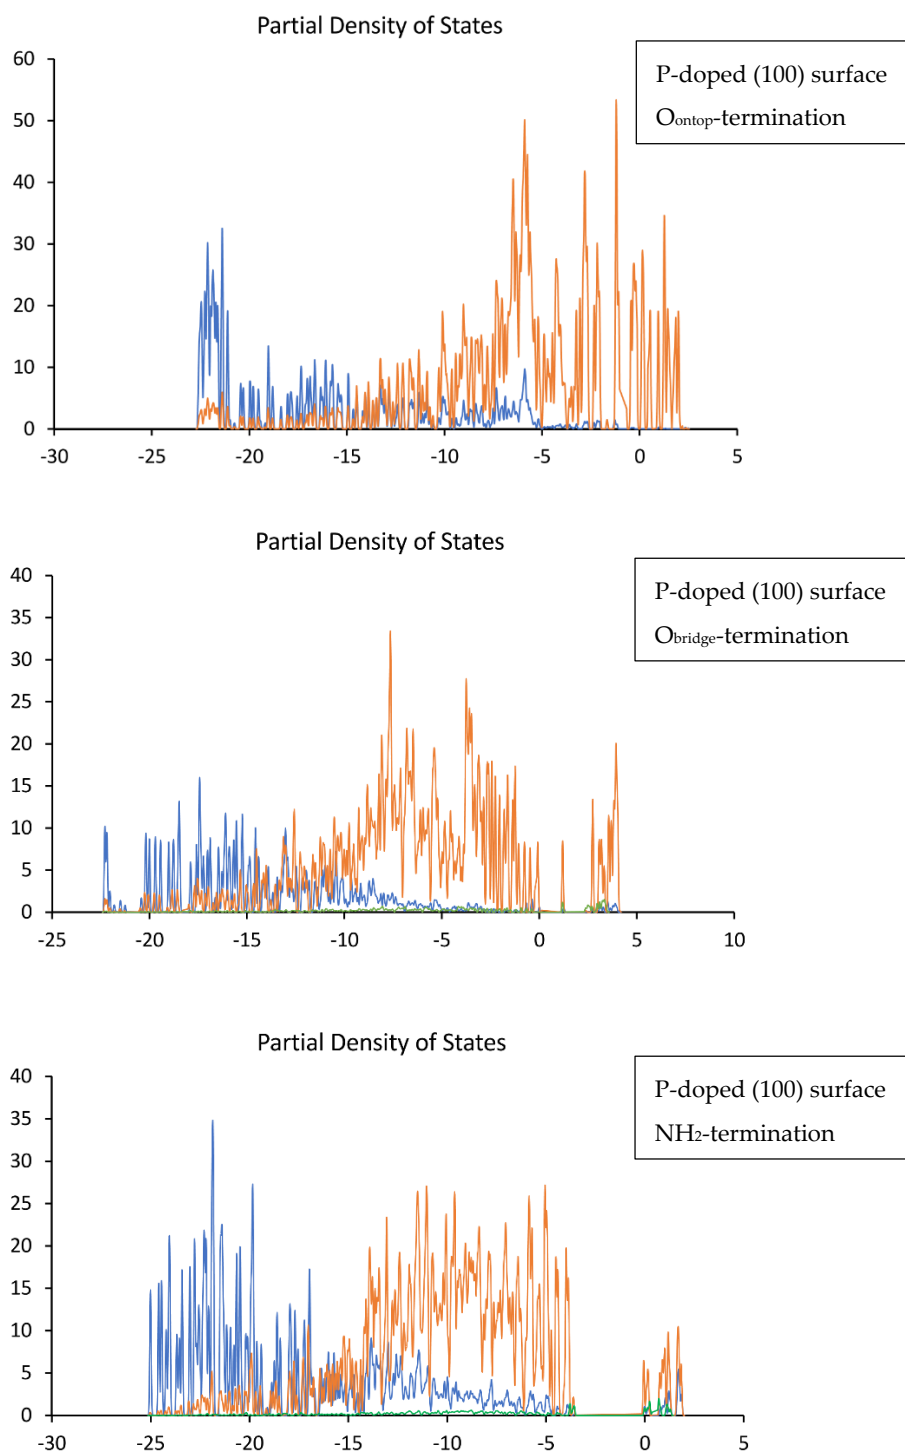 Partial Density of States
P-doped (100) surface
Oontop-termination
60
50
40
30
20
10
0
-30 -25 -20 -15 -10 -5 0 5
Partial Density of States
P-doped (100) surface
Obridge-termination
40
35
30
25
20
15
10
5
0
-25 -20 -15 -10 -5 0 5 10
Partial Density of States
P-doped (100) surface
NH2-termination
40
35
30
25
20
15
10
5
0
-30 -25 -20 -15 -10 -5 0 5